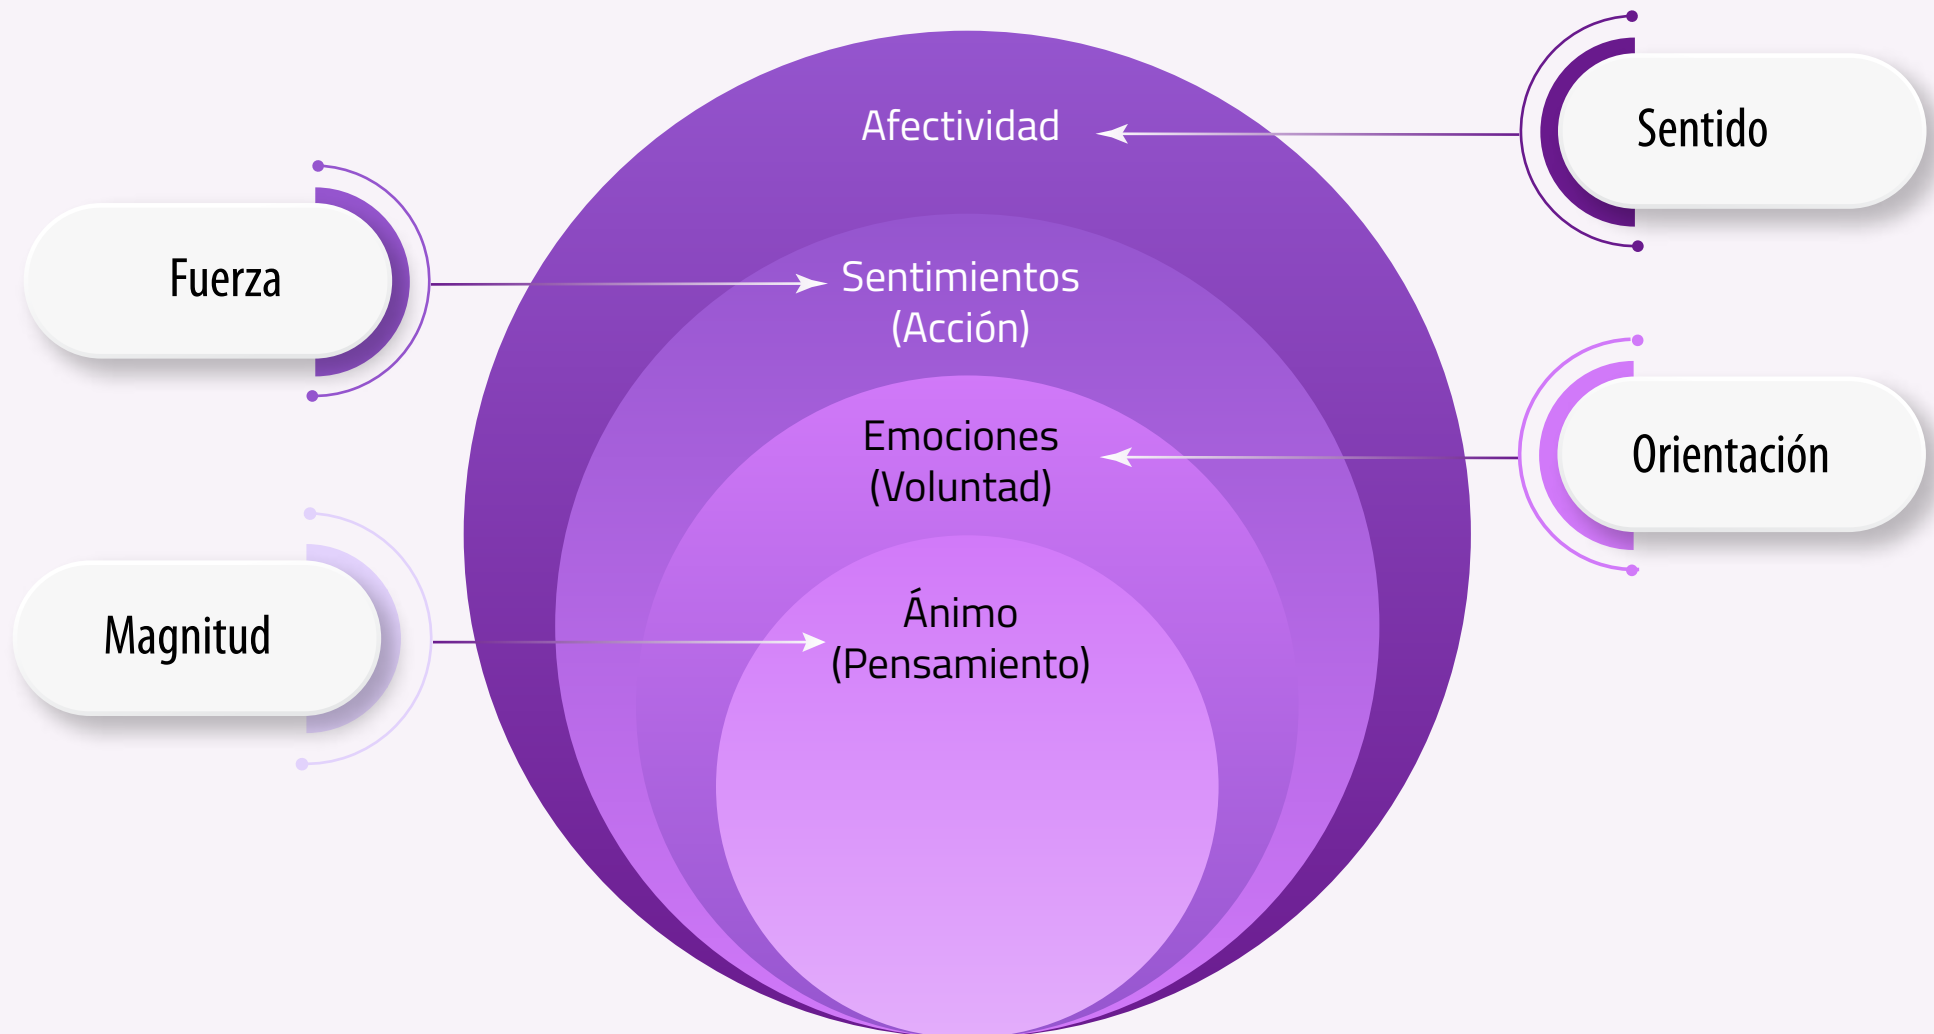 Afectividad
Sentido
Fuerza
Sentimientos
(Acción)
Emociones
(Voluntad)
Orientación
Magnitud
Ánimo
(Pensamiento)